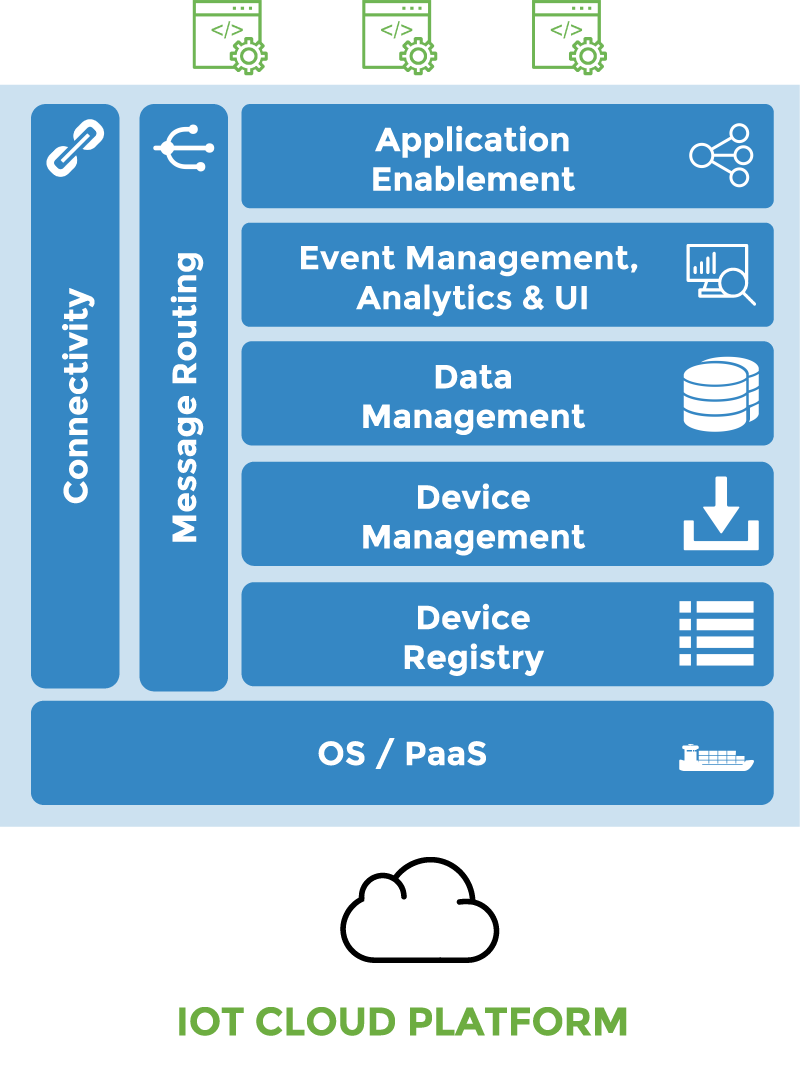 </>
</>
</>
Connectivity
Message Routing
Application
Enablement
Event Management,
Analytics & UI
Data
Management
Device
Management
Device
Registry
OS / PaaS
IOT CLOUD PLATFORM